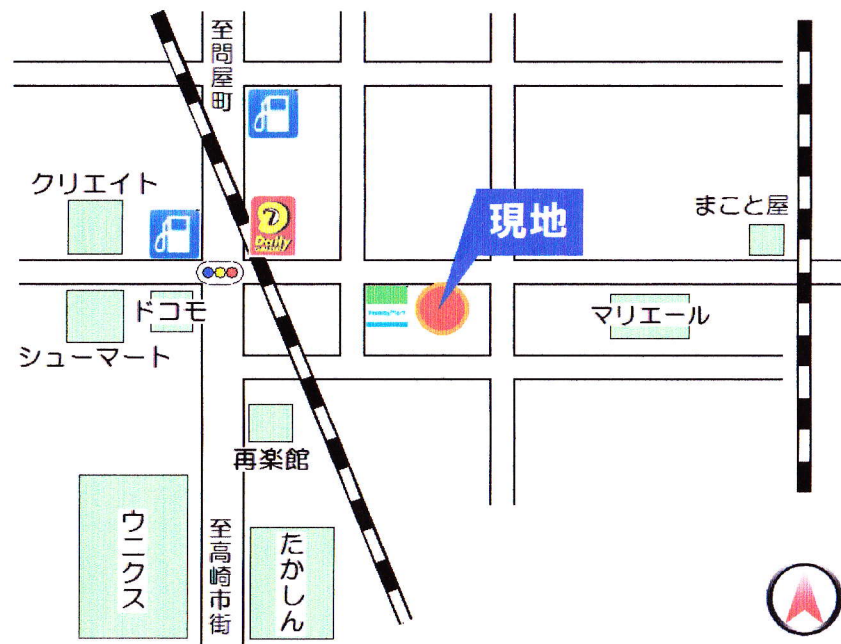 至問屋町
クリエイト
Daily
現地
まこと屋
ドコモ
シューマート
FamilyMart
マリエール
再楽館
ウニクス
至高崎市街
たかしん